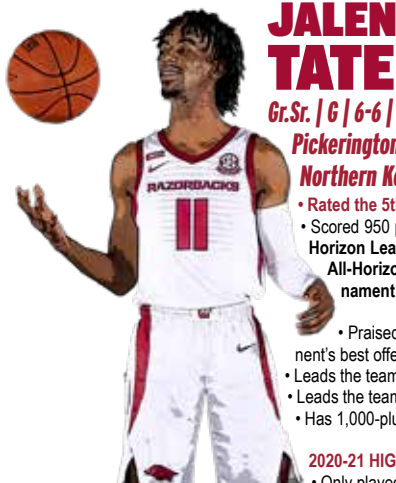 JALEN
TATE
Gr.Sr. | G | 6-6 |
Pickerington
Northern Ke
• Rated the 5t
• Scored 950 p
Horizon Lea
All-Horizo
nament
• Praised
nent's best offe
• Leads the team
• Leads the team
• Has 1,000-plu
2020-21 HIG
• Only played
RAZORBACKS
11